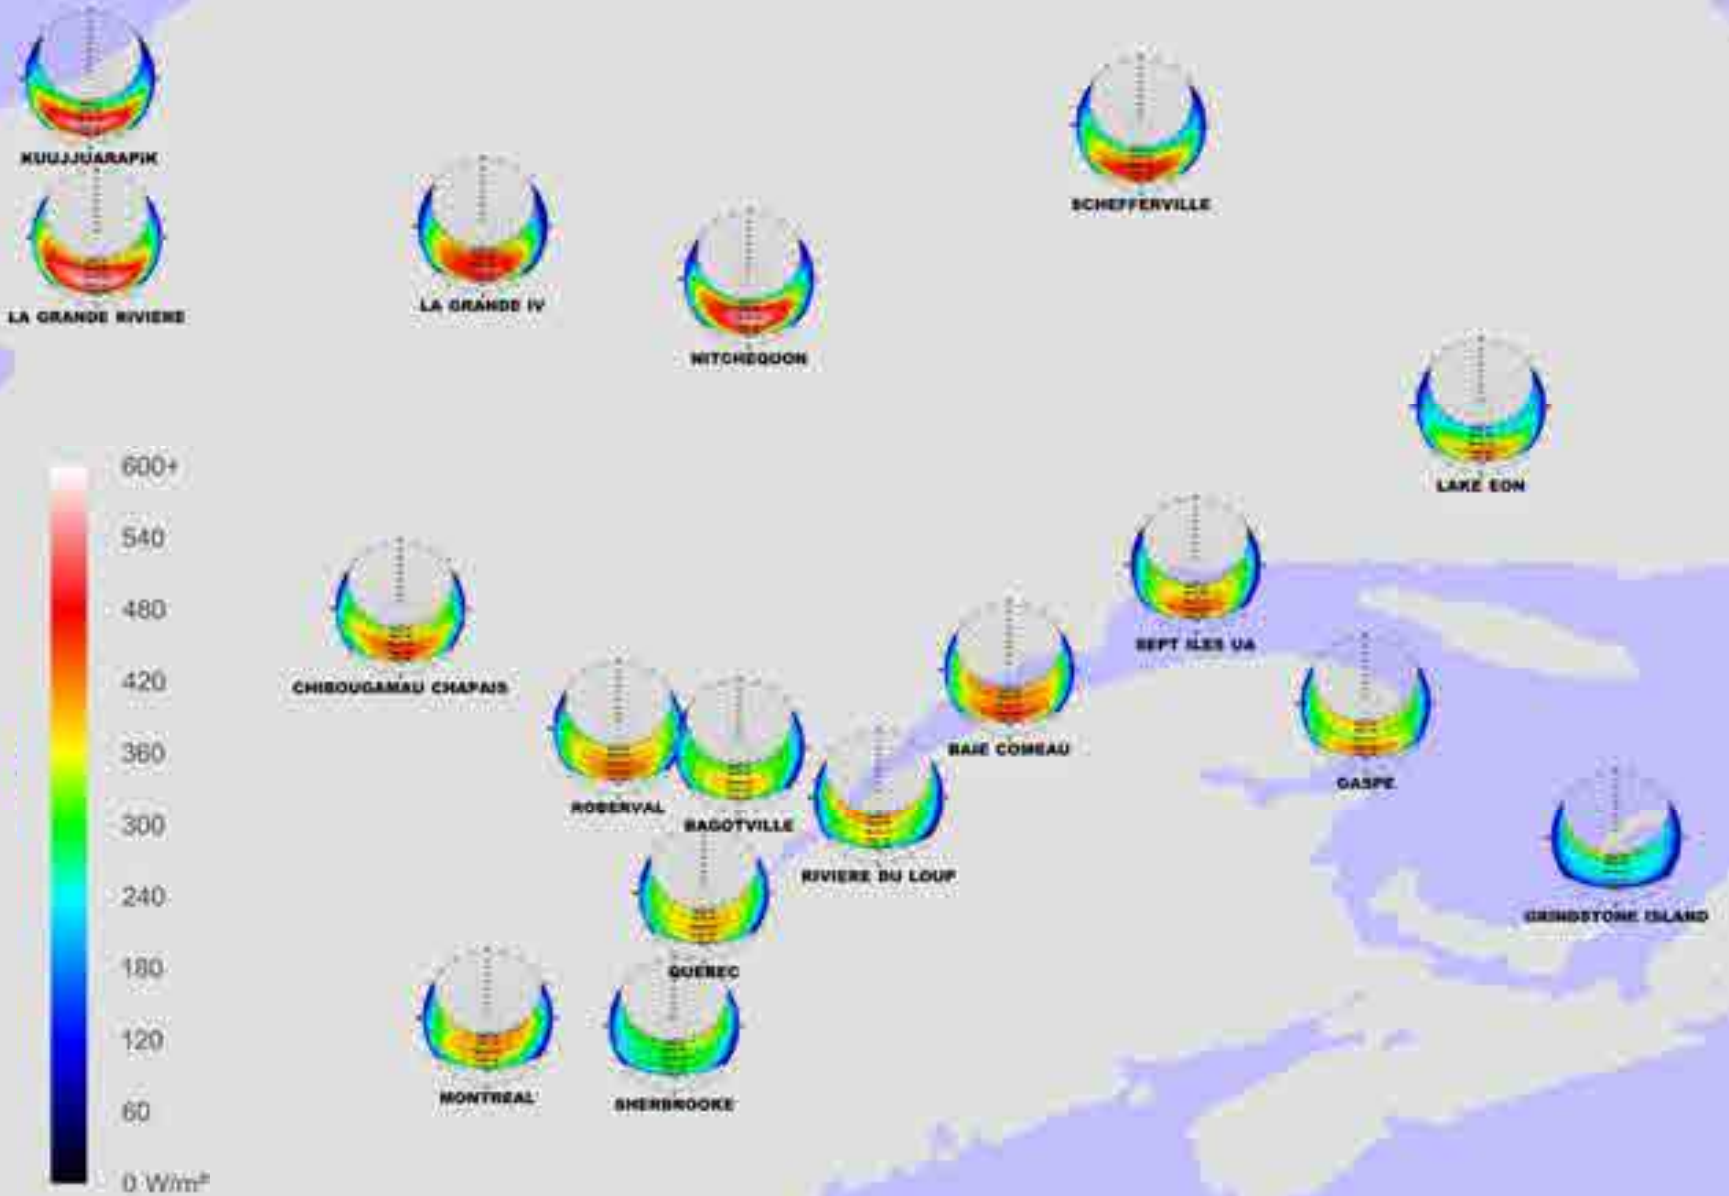 KUUJJUARAPIK
LA GRANDE RIVIERE
LA GRANDE IV
NITCHEQUON
SCHEFFERVILLE
LAKE EON
600+
540
480
420
360
300
240
180
120
60
0 W/m²
CHIBOUGAMAU CHAPAIS
SEPT ILES UA
BAIE COMEAU
GASPE
ROBERVAL
BAGOTVILLE
RIVIERE DU LOUP
GRINDSTONE ISLAND
QUEBEC
MONTREAL
SHERBROOKE